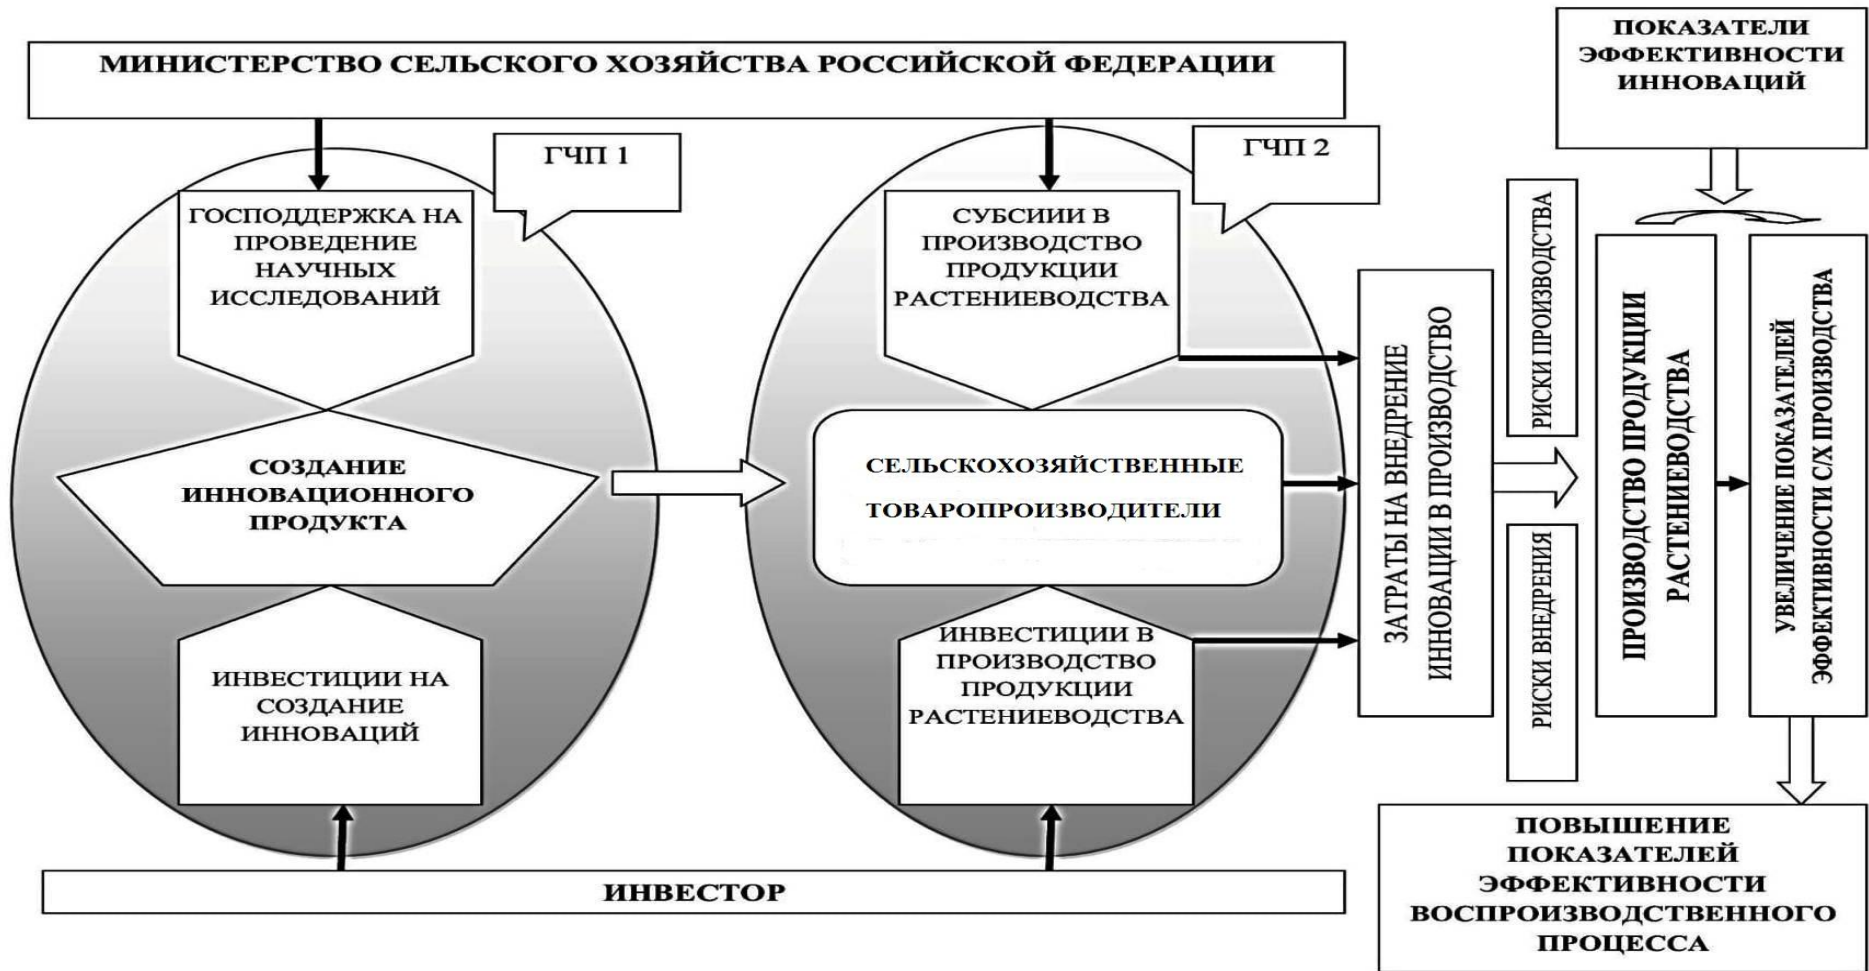 МИНИСТЕРСТВО СЕЛЬСКОГО ХОЗЯЙСТВА РОССИЙСКОЙ ФЕДЕРАЦИИ
ГЧП 1
ГОСПОДДЕРЖКА НА
ПРОВЕДЕНИЕ
НАУЧНЫХ
ИССЛЕДОВАНИЙ
СОЗДАНИЕ
ИННОВАЦИОННОГО
ПРОДУКТА
ИНВЕСТИЦИИ НА
СОЗДАНИЕ
ИННОВАЦИЙ
ГЧП 2
СУБСИИИ В
ПРОИЗВОДСТВО
ПРОДУКЦИИ
РАСТЕНИЕВОДСТВА
СЕЛЬСКОХОЗЯЙСТВЕННЫЕ
ТОВАРОПРОИЗВОДИТЕЛИ
ИНВЕСТИЦИИ В
ПРОИЗВОДСТВО
ПРОДУКЦИИ
РАСТЕНИЕВОДСТВА
ИНВЕСТОР
ЗАТРАТЫ НА ВНЕДРЕНИЕ
ИННОВАЦИИ В ПРОИЗВОДСТВО
РИСКИ ПРОИЗВОДСТВА
РИСКИ ВНЕДРЕНИЯ
ПОКАЗАТЕЛИ
ЭФФЕКТИВНОСТИ
ИННОВАЦИЙ
ПРОИЗВОДСТВО ПРОДУКЦИИ
РАСТЕНИЕВОДСТВА
УВЕЛИЧЕНИЕ ПОКАЗАТЕЛЕЙ
ЭФФЕКТИВНОСТИ С/Х ПРОИЗВОДСТВА
ПОВЫШЕНИЕ
ПОКАЗАТЕЛЕЙ
ЭФФЕКТИВНОСТИ
ВОСПРОИЗВОДСТВЕННОГО
ПРОЦЕССА